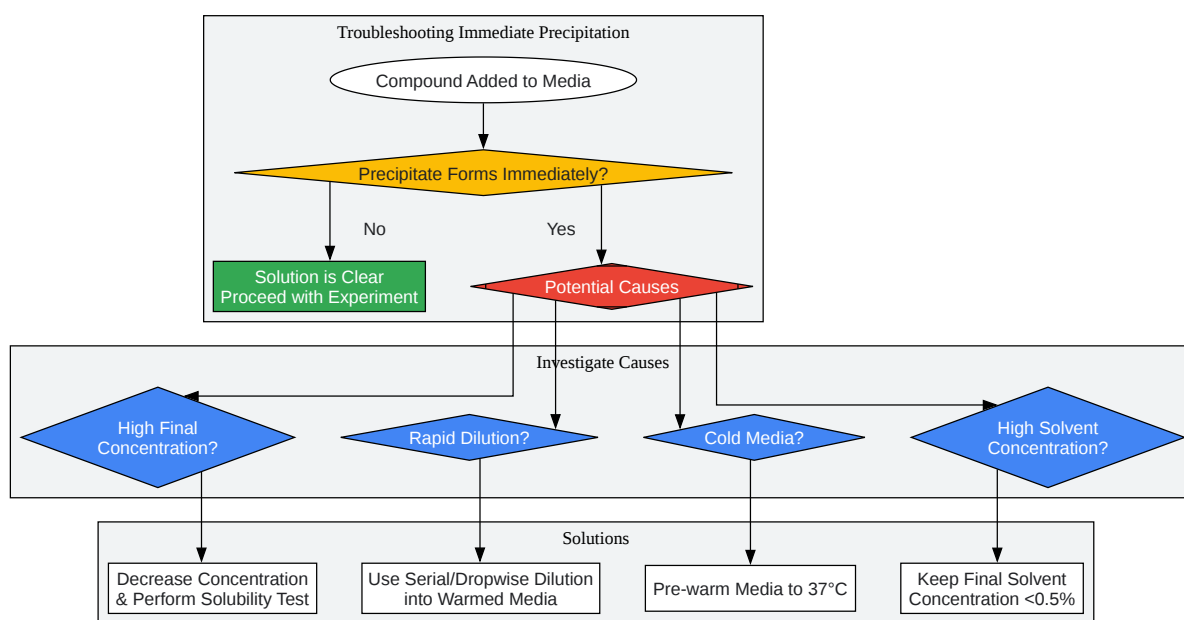 Troubleshooting Immediate Precipitation
Compound Added to Media
Precipitate Forms Immediately?
No
Yes
Solution is Clear
Proceed with Experiment
Potential Causes
Investigate Causes
High Final
Concentration?
Rapid Dilution?
Cold Media?
High Solvent
Concentration?
Solutions
Decrease Concentration
& Perform Solubility Test
Use Serial/Dropwise Dilution
into Warmed Media
Pre-warm Media to 37°C
Keep Final Solvent
Concentration <0.5%